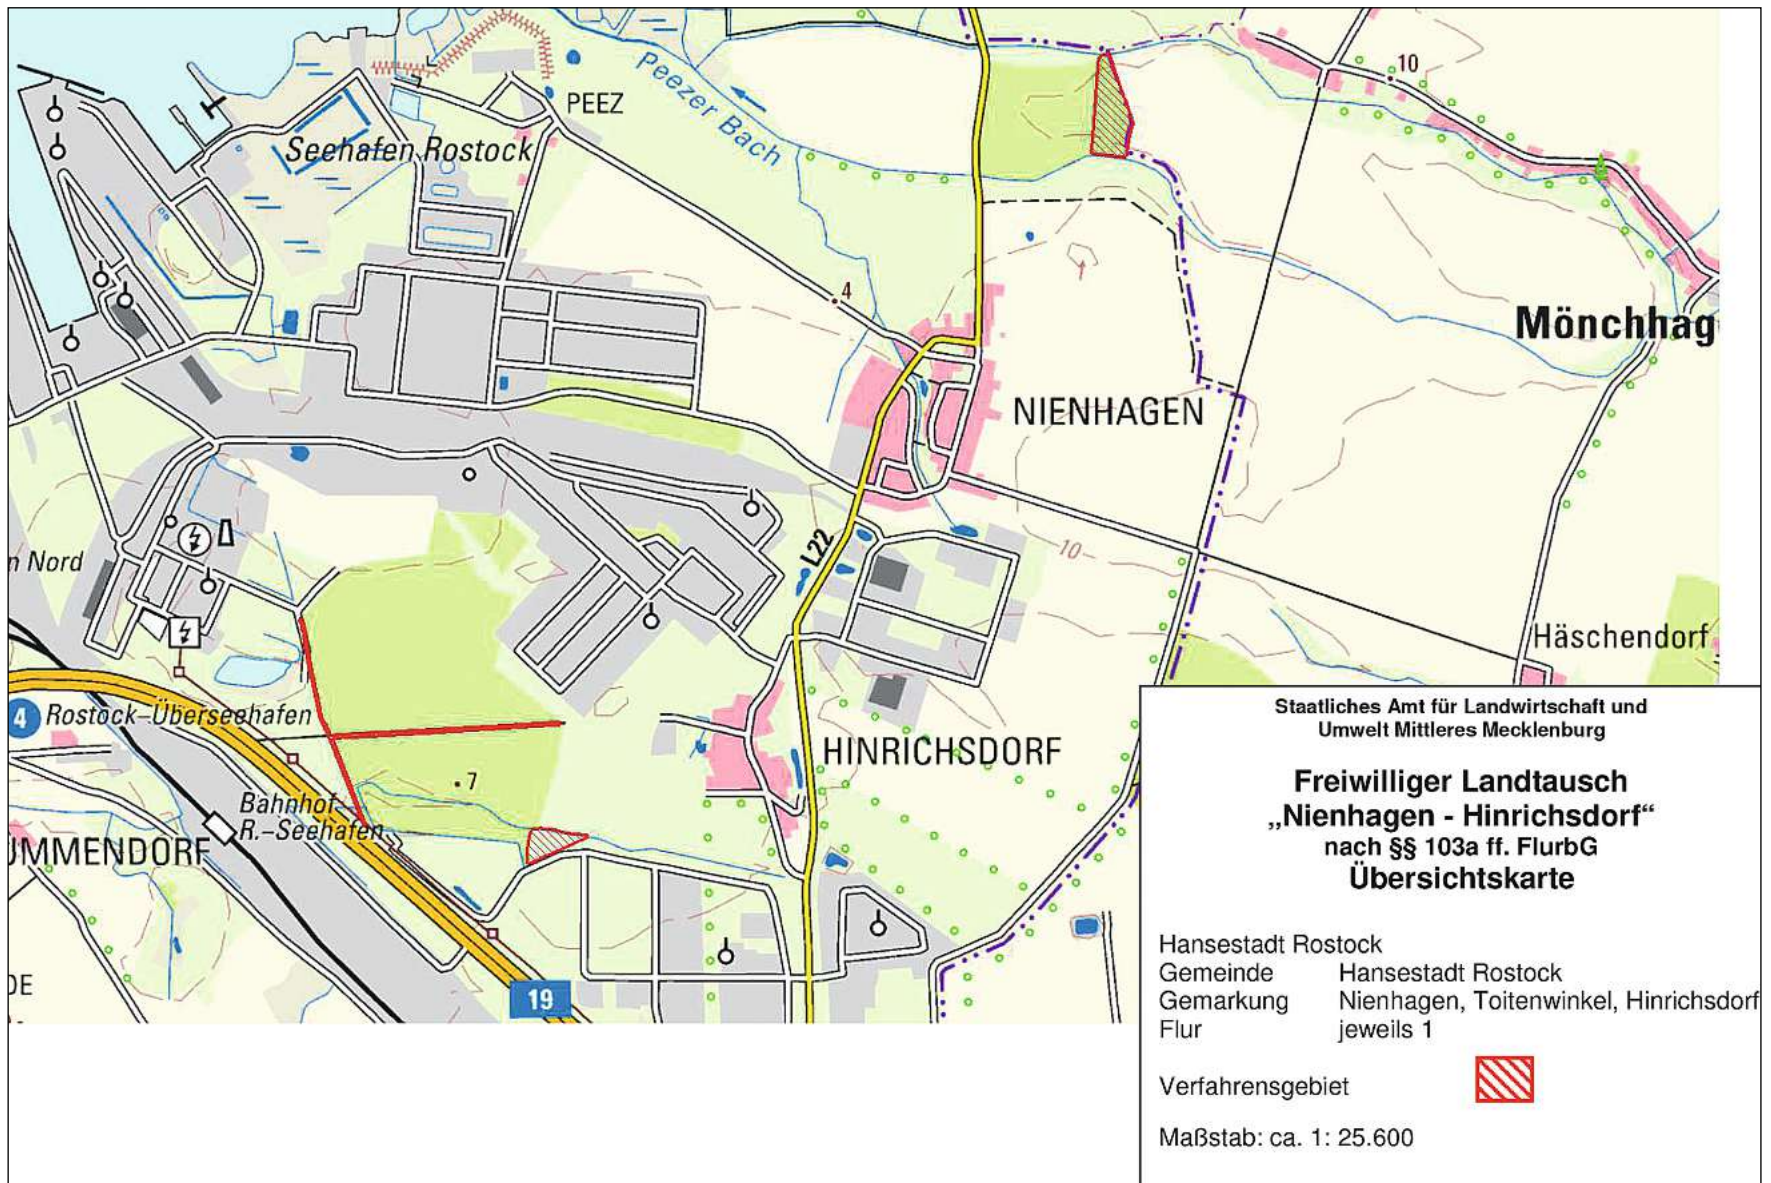 PEEZ
Peezer Bach
10
Seehafen Rostock
4
Mönchhag
NIENHAGEN
L22
10
n Nord
Häschendorf
4
Rostock–Überseehafen
HINRICHSDORF
7
Bahnhof
R.–Seehafen
UMMENDORF
DE
19
Staatliches Amt für Landwirtschaft und
Umwelt Mittleres Mecklenburg
Freiwilliger Landtausch
„Nienhagen - Hinrichsdorf“
nach §§ 103a ff. FlurbG
Übersichtskarte
Hansestadt Rostock
Gemeinde Hansestadt Rostock
Gemarkung Nienhagen, Toitenwinkel, Hinrichsdorf
Flur jeweils 1
Verfahrensgebiet
Maßstab: ca. 1: 25.600